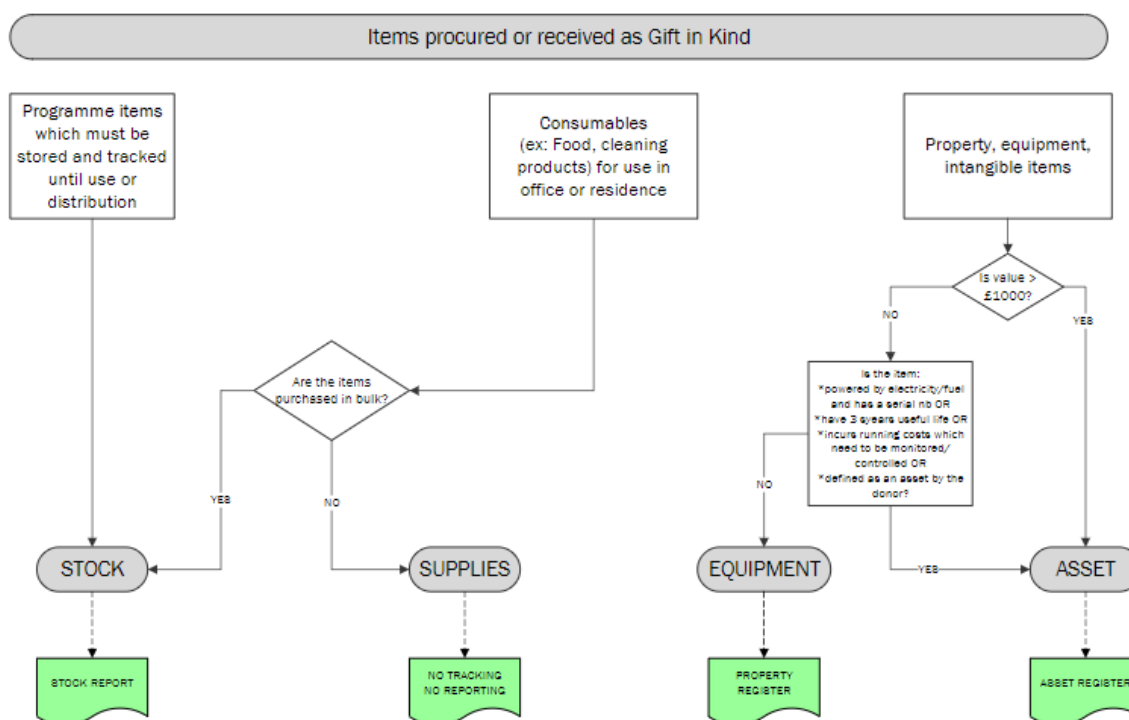 Items procured or received as Gift in Kind
Programme items
which must be
stored and tracked
until use or
distribution
Consumables
(ex: Food, cleaning
products) for use in
office or residence
Property, equipment,
intangible items
Is value >
£1000?
NO
YES
Is the item:
*powered by electricity/fuel
and has a serial nb OR
*have 3 syears useful life OR
*incurs running costs which
need to be monitored/
controlled OR
*defined as an asset by the
donor?
Are the items
purchased in bulk?
YES
NO
NO
YES
STOCK
SUPPLIES
EQUIPMENT
ASSET
STOCK REPORT
NO TRACKING
NO REPORTING
PROPERTY
REGISTER
ASSET REGISTER